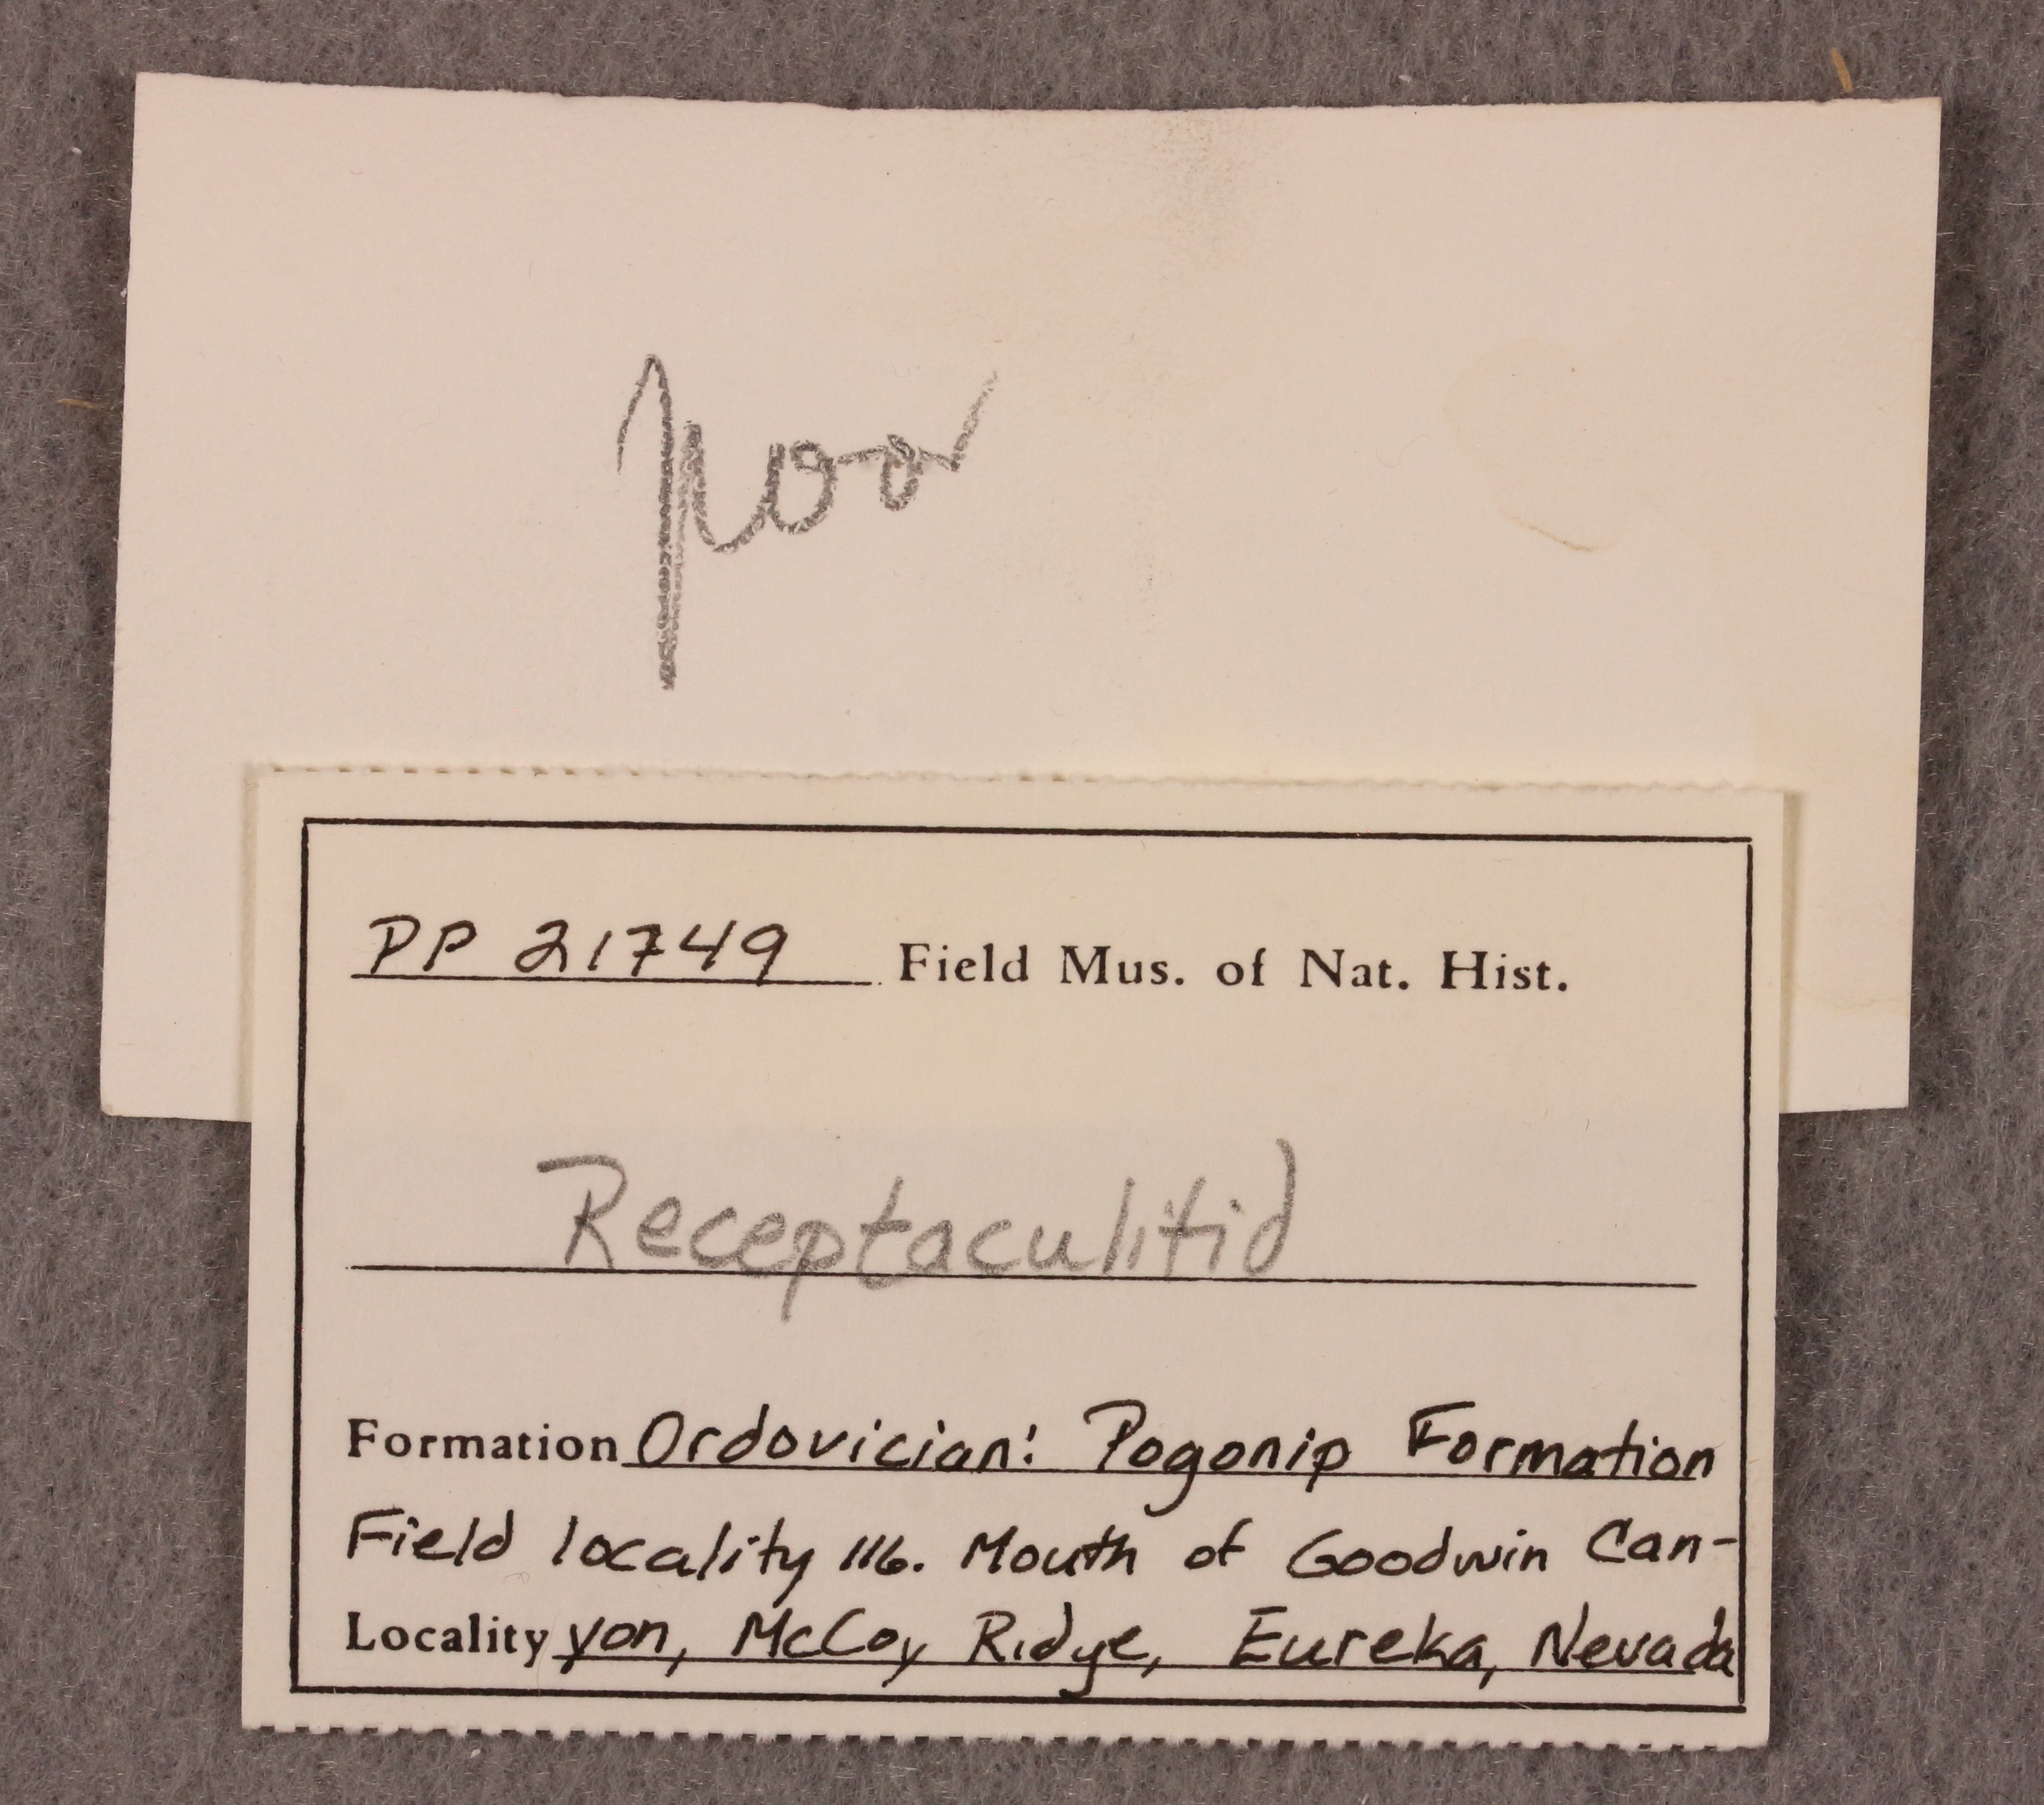 poor
PP 21749 Field Mus. of Nat. Hist.
Receptaculitid
Formation Ordovician: Pogonip Formation
Field locality 116. Mouth of Goodwin Can-
Locality yon, McCoy Ridge, Eureka, Nevada